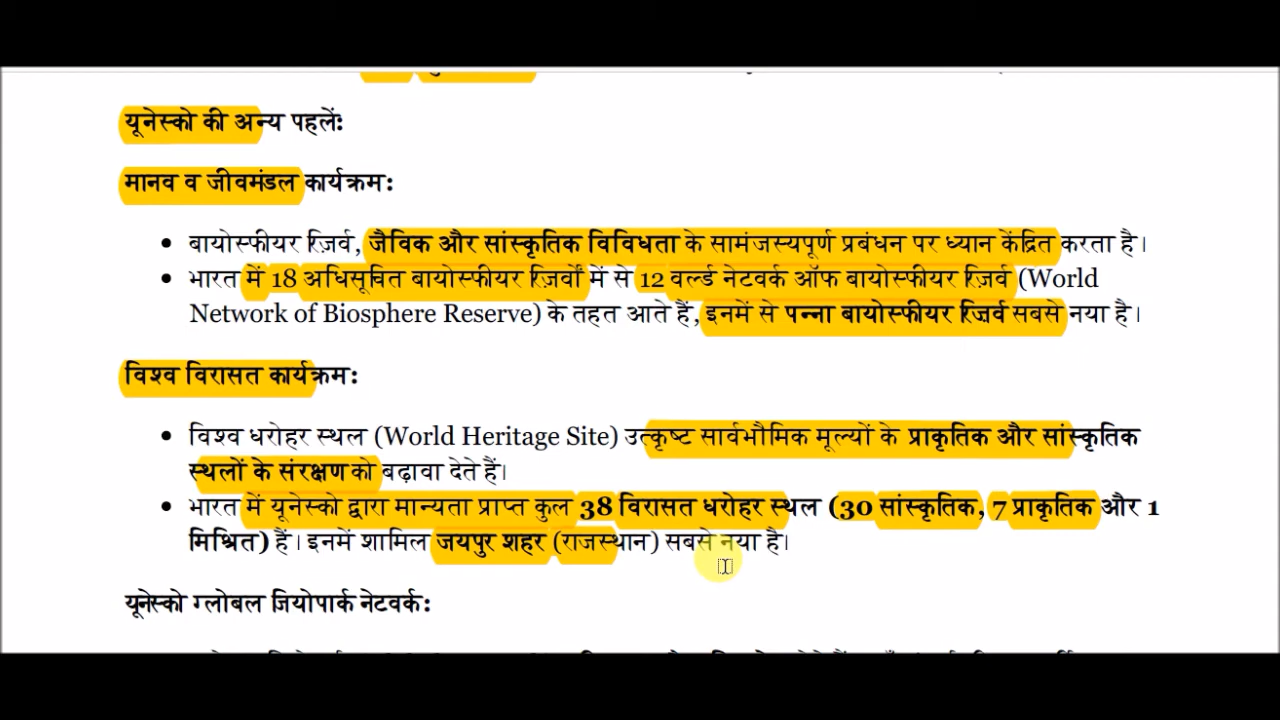 यूनेस्को की अन्य पहलें:
मानव व जीवमंडल कार्यक्रम:
• बायोस्फीयर रिज़र्व, जैविक और सांस्कृतिक विविधता के सामंजस्यपूर्ण प्रबंधन पर ध्यान केंद्रित करता है।
• भारत में 18 अधिसूचित बायोस्फीयर रिज़र्वों में से 12 वर्ल्ड नेटवर्क ऑफ बायोस्फीयर रिज़र्व (World
Network of Biosphere Reserve) के तहत आते हैं, इनमें से पन्ना बायोस्फीयर रिज़र्व सबसे नया है।
विश्व विरासत कार्यक्रम:
• विश्व धरोहर स्थल (World Heritage Site) उत्कृष्ट सार्वभौमिक मूल्यों के प्राकृतिक और सांस्कृतिक
स्थलों के संरक्षण को बढ़ावा देते हैं।
• भारत में यूनेस्को द्वारा मान्यता प्राप्त कुल 38 विरासत धरोहर स्थल (30 सांस्कृतिक, 7 प्राकृतिक और 1
मिश्रित) हैं। इनमें शामिल जयपुर शहर (राजस्थान) सबसे नया है।
यूनेस्को ग्लोबल जियोपार्क नेटवर्क: